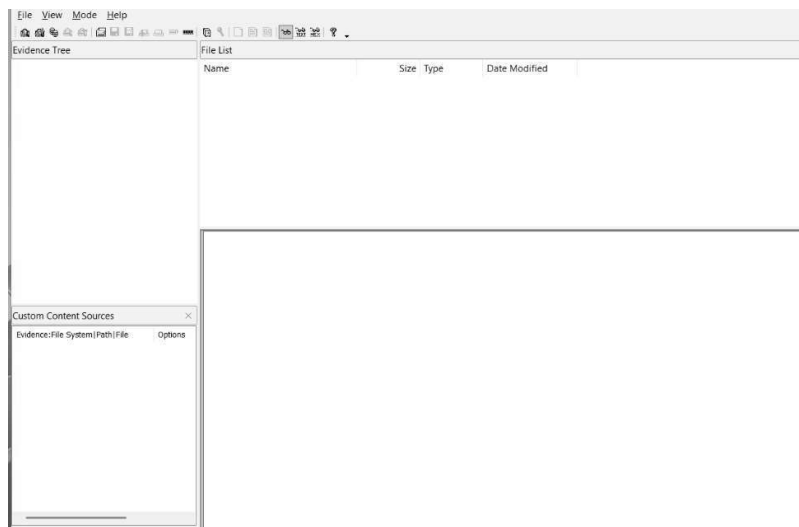 File View Mode Help
Evidence Tree
File List
Name Size Type Date Modified
Custom Content Sources
Evidence:File System|Path|File Options